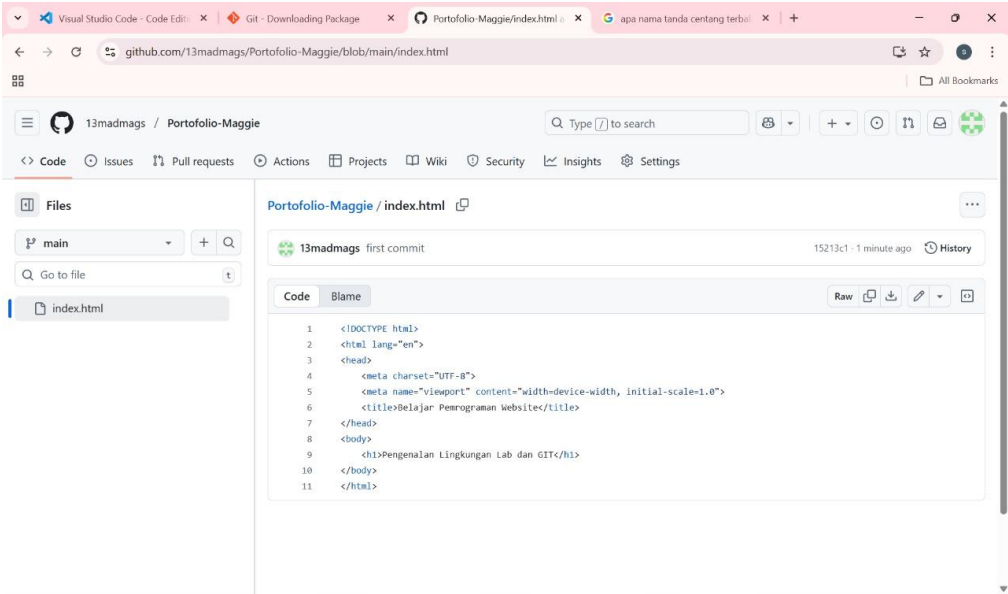 Visual Studio Code - Code Edit
Git - Downloading Package
Portofolio-Maggie/index.html a
apa nama tanda centang terbal
github.com/13madmags/Portofolio-Maggie/blob/main/index.html
s
All Bookmarks
13madmags / Portofolio-Maggie
Type / to search
Code
Issues
Pull requests
Actions
Projects
Wiki
Security
Insights
Settings
Files
main
Go to file
t
index.html
Portofolio-Maggie / index.html
13madmags first commit
15213c1 · 1 minute ago
History
Code
Blame
Raw
1 <!DOCTYPE html>
2 <html lang="en">
3 <head>
4 <meta charset="UTF-8">
5 <meta name="viewport" content="width=device-width, initial-scale=1.0">
6 <title>Belajar Pemrograman Website</title>
7 </head>
8 <body>
9 <h1>Pengenalan Lingkungan Lab dan GIT</h1>
10 </body>
11 </html>